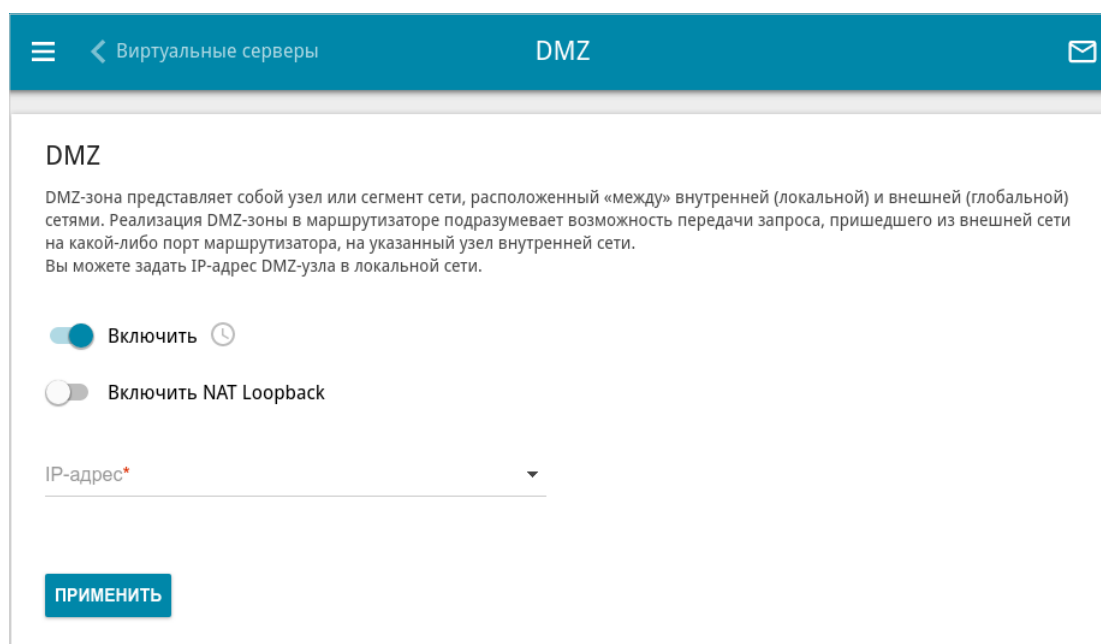 Виртуальные серверы DMZ
DMZ
DMZ-зона представляет собой узел или сегмент сети, расположенный «между» внутренней (локальной) и внешней (глобальной)
сетями. Реализация DMZ-зоны в маршрутизаторе подразумевает возможность передачи запроса, пришедшего из внешней сети
на какой-либо порт маршрутизатора, на указанный узел внутренней сети.
Вы можете задать IP-адрес DMZ-узла в локальной сети.
Включить
Включить NAT Loopback
IP-адрес*
ПРИМЕНИТЬ